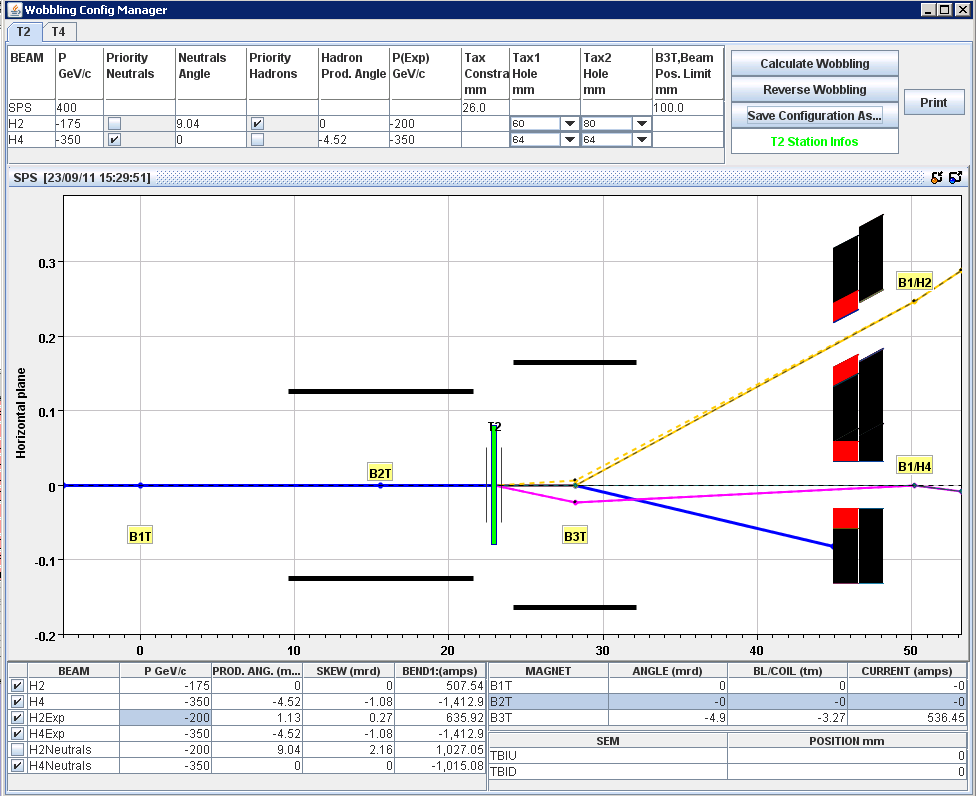 Wobbling Config Manager
T2 T4
BEAM P GeV/c Priority Neutrals Neutrals Angle Priority Hadrons Hadron Prod. Angle P(Exp) GeV/c Tax Constra mm Tax1 Hole mm Tax2 Hole mm B3T,Beam Pos. Limit mm
SPS 400 26.0 100.0
H2 -175 9.04 0 -200 60 80
H4 -350 0 -4.52 -350 64 64
Calculate Wobbling
Reverse Wobbling
Save Configuration As...
T2 Station Infos
Print
SPS [23/09/11 15:29:51]
Horizontal plane
0.3
0.2
0.1
0
-0.1
-0.2
0 10 20 30 40 50
B1T
B2T
T2
B3T
B1/H2
B1/H4
BEAM P GeV/c PROD. ANG. (m... SKEW (mrd) BEND1:(amps)
H2 -175 0 0 507.54
H4 -350 -4.52 -1.08 -1,412.9
H2Exp -200 1.13 0.27 635.92
H4Exp -350 -4.52 -1.08 -1,412.9
H2Neutrals -200 9.04 2.16 1,027.05
H4Neutrals -350 0 0 -1,015.08
MAGNET ANGLE (mrd) BL/COIL (tm) CURRENT (amps)
B1T 0 0 -0
B2T -0 -0 -0
B3T -4.9 -3.27 536.45
SEM POSITION mm
TBIU 0
TBID 0